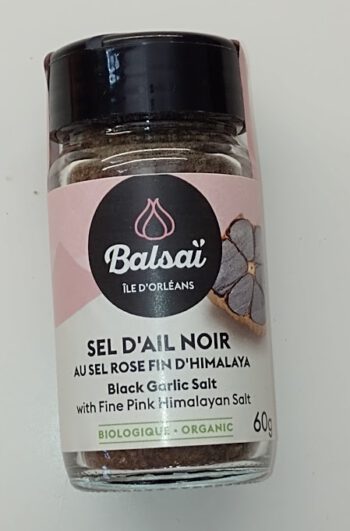 Balsaï
ÎLE D'ORLÉANS
SEL D'AIL NOIR
AU SEL ROSE FIN D'HIMALAYA
Black Garlic Salt
with Fine Pink Himalayan Salt
BIOLOGIQUE • ORGANIC
60g